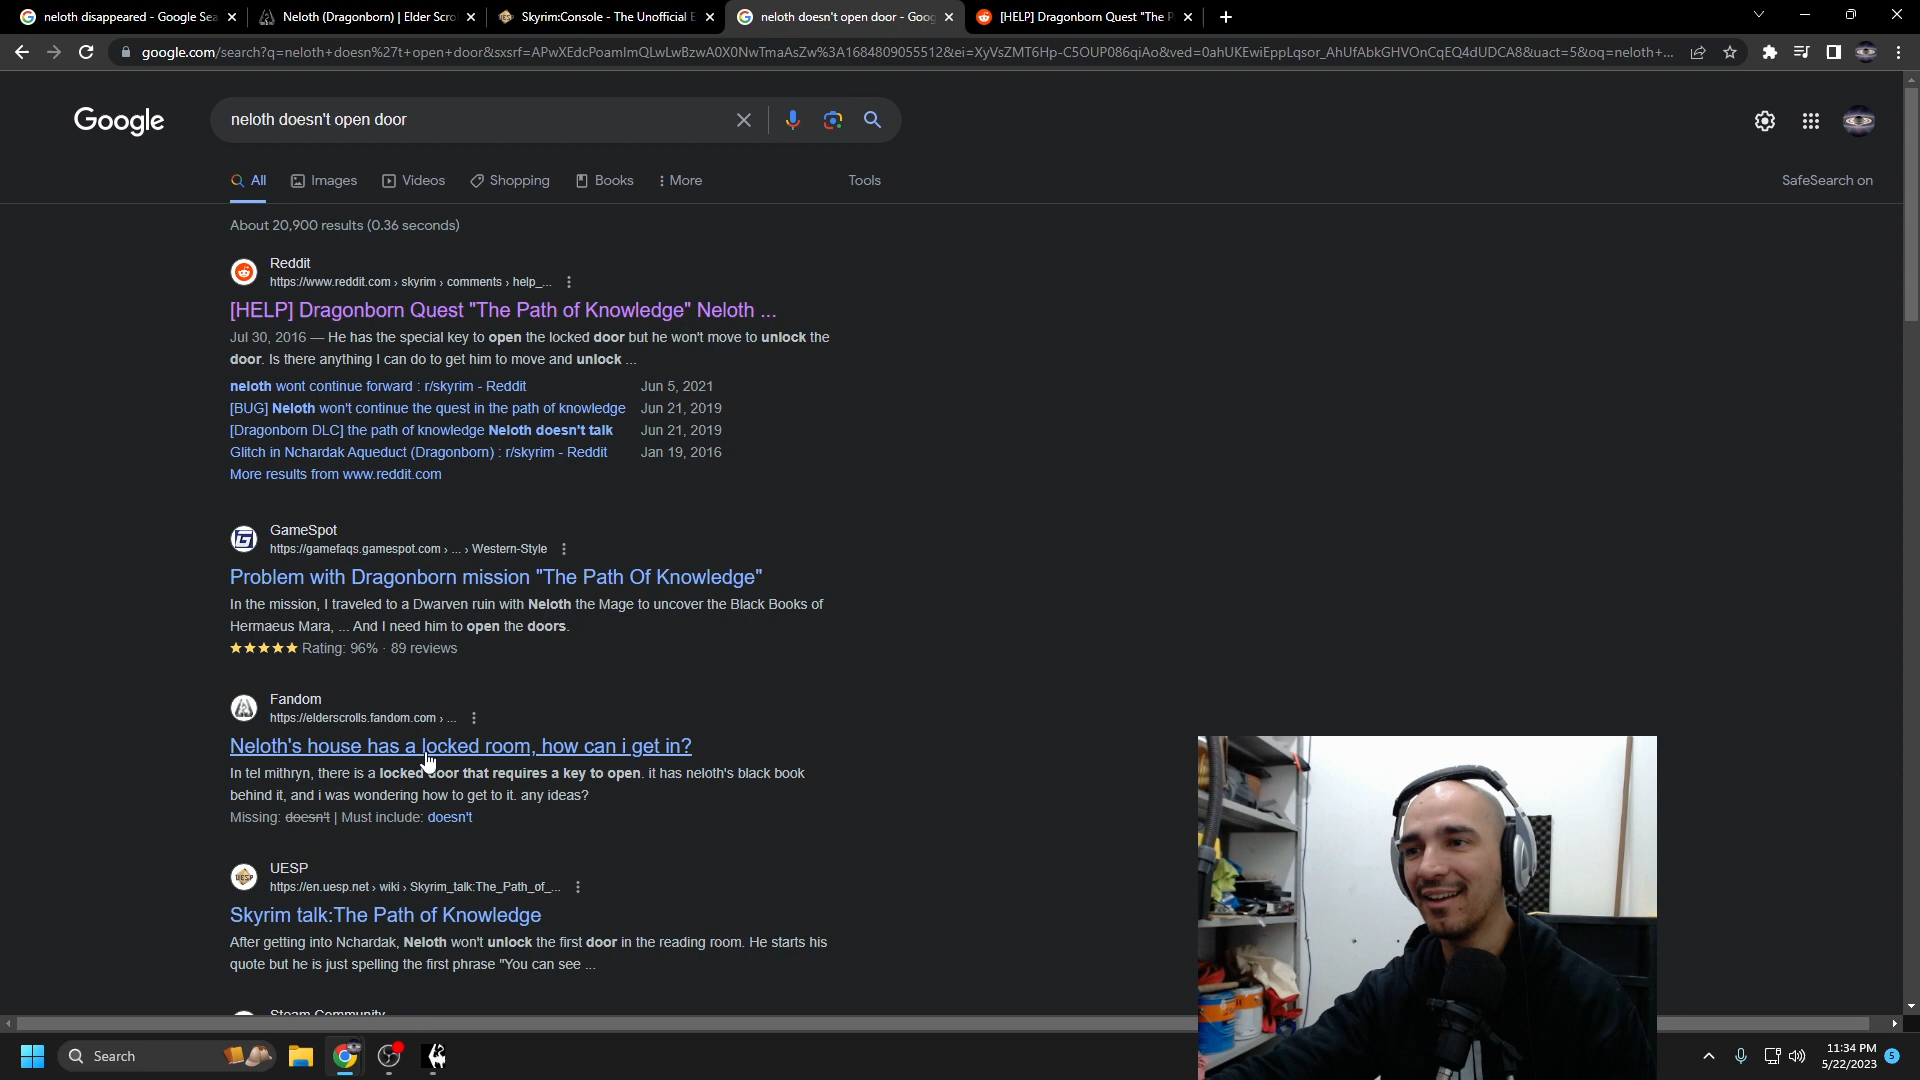 neloth disappeared - Google Sea
Neloth (Dragonborn) | Elder Scro
Skyrim:Console - The Unofficial E
neloth doesn't open door - Goog
[HELP] Dragonborn Quest "The P
google.com/search?q=neloth+doesn%27t+open+door&sxsrf=APwXEdcPoamlmQLwLwBzwA0X0NwTmaAsZw%3A1684809055512&ei=XyVsZMT6Hp-C5OUP086qiAo&ved=0ahUKEwiEppLqsor_AhUfAbkGHVOnCqEQ4dUDCA8&uact=5&oq=neloth+...
Google
neloth doesn't open door
All
Images
Videos
Shopping
Books
More
Tools
SafeSearch on
About 20,900 results (0.36 seconds)
Reddit
https://www.reddit.com › skyrim › comments › help_...
[HELP] Dragonborn Quest "The Path of Knowledge" Neloth ...
Jul 30, 2016 — He has the special key to open the locked door but he won't move to unlock the
door. Is there anything I can do to get him to move and unlock ...
neloth wont continue forward : r/skyrim - Reddit Jun 5, 2021
[BUG] Neloth won't continue the quest in the path of knowledge Jun 21, 2019
[Dragonborn DLC] the path of knowledge Neloth doesn't talk Jun 21, 2019
Glitch in Nchardak Aqueduct (Dragonborn) : r/skyrim - Reddit Jan 19, 2016
More results from www.reddit.com
GameSpot
https://gamefaqs.gamespot.com › ... › Western-Style
Problem with Dragonborn mission "The Path Of Knowledge"
In the mission, I traveled to a Dwarven ruin with Neloth the Mage to uncover the Black Books of
Hermaeus Mara, ... And I need him to open the doors.
Rating: 96% · 89 reviews
Fandom
https://elderscrolls.fandom.com › ...
Neloth's house has a locked room, how can i get in?
In tel mithryn, there is a locked door that requires a key to open. it has neloth's black book
behind it, and i was wondering how to get to it. any ideas?
Missing: doesn't | Must include: doesn't
UESP
https://en.uesp.net › wiki › Skyrim_talk:The_Path_of_...
Skyrim talk:The Path of Knowledge
After getting into Nchardak, Neloth won't unlock the first door in the reading room. He starts his
quote but he is just spelling the first phrase "You can see ...
Steam Community
Search
11:34 PM
5/22/2023
5